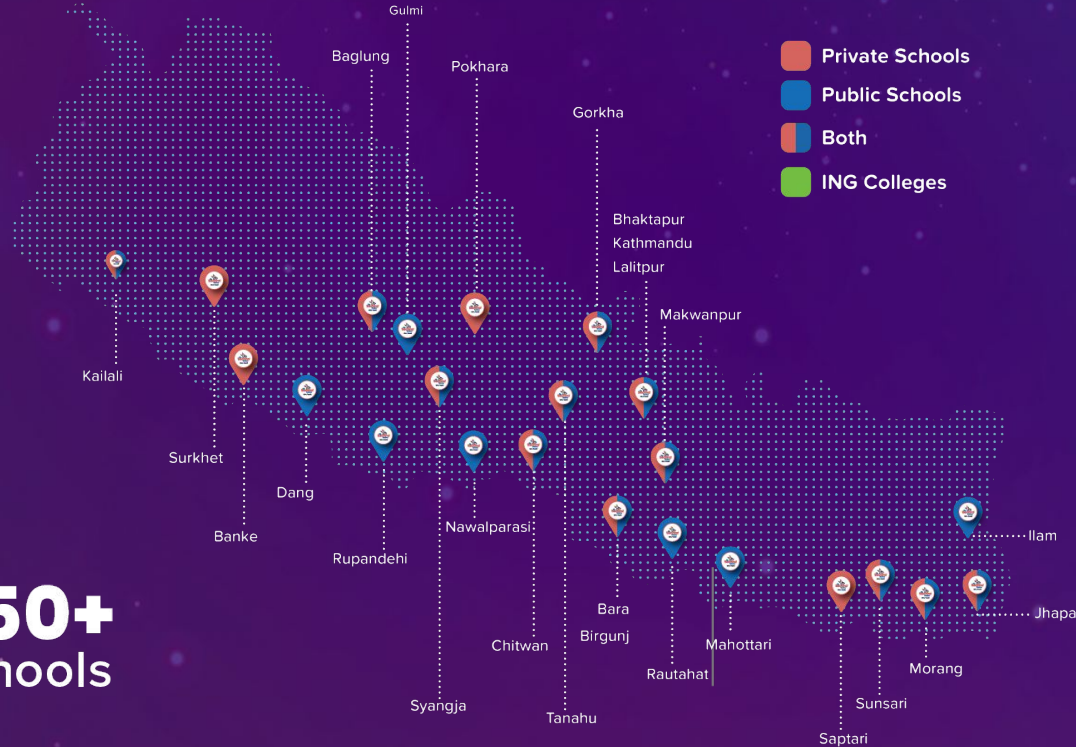 Gulmi
Baglung
Pokhara
Gorkha
Private Schools
Public Schools
Both
ING Colleges
Bhaktapur
Kathmandu
Lalitpur
Makwanpur
Kailali
Surkhet
Dang
Banke
Rupandehi
Nawalparasi
Ilam
Jhapa
Bara
Birgunj
Chitwan
Mahottari
Rautahat
Morang
Syangja
Tanahu
Sunsari
Saptari
50+
hools